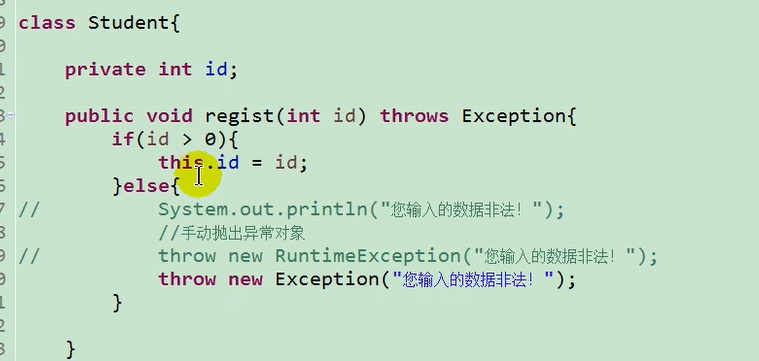 9 class Student{
0
1     private int id;
2
3     public void regist(int id) throws Exception{
4         if(id > 0){
5             this.id = id;
6         }else{
7 //          System.out.println("您输入的数据非法！");
8             //手动抛出异常对象
9 //          throw new RuntimeException("您输入的数据非法！");
0             throw new Exception("您输入的数据非法！");
1         }
2
3     }